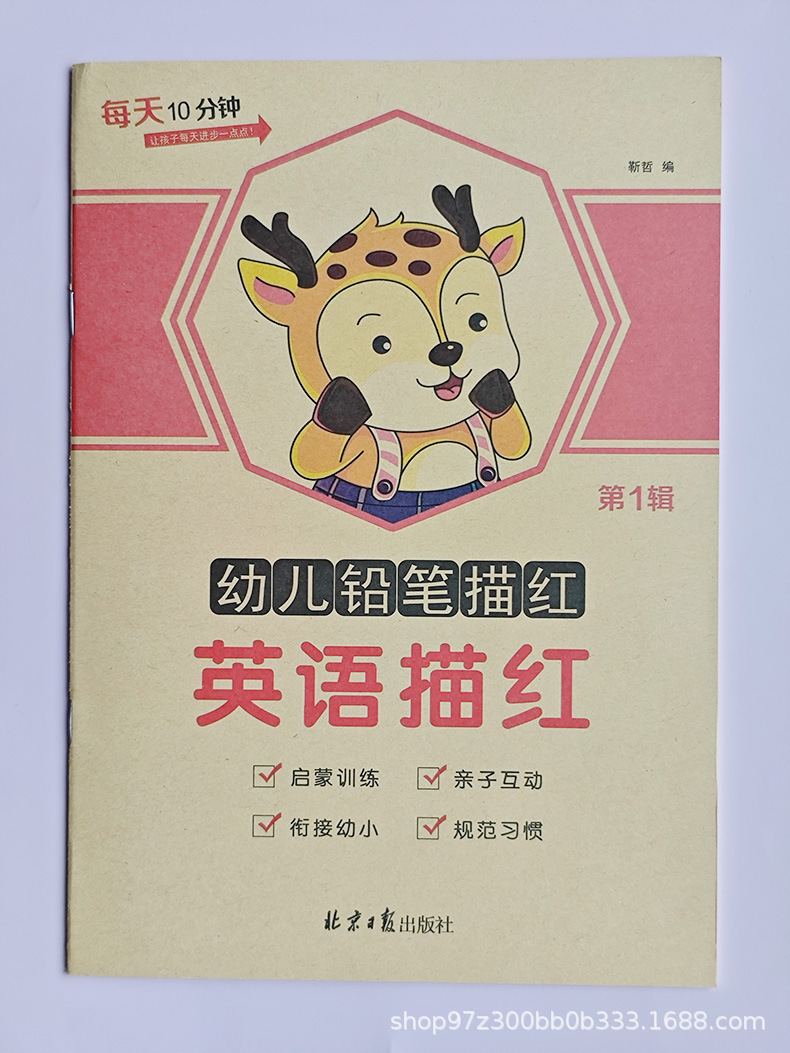 每天10分钟
让孩子每天进步一点点！
靳哲 编
第1辑
幼儿铅笔描红
英语描红
启蒙训练 亲子互动
衔接幼小 规范习惯
北京日报出版社
shop97z300bb0b333.1688.com